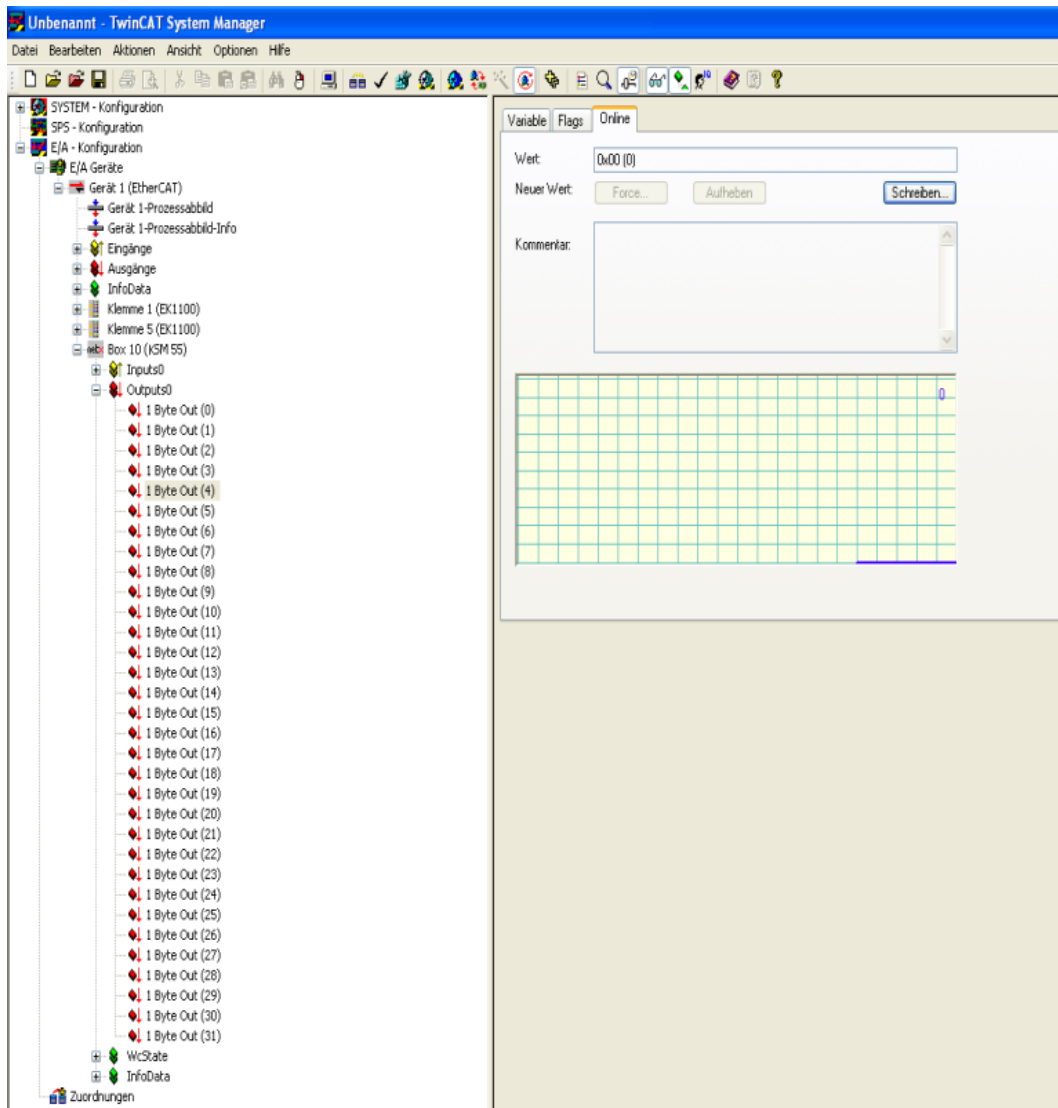 Unbenannt - TwinCAT System Manager
Datei Bearbeiten Aktionen Ansicht Optionen Hilfe
SYSTEM - Konfiguration
SPS - Konfiguration
E/A - Konfiguration
E/A Geräte
Gerät 1 (EtherCAT)
Gerät 1-Prozessabbild
Gerät 1-Prozessabbild-Info
Eingänge
Ausgänge
InfoData
Klemme 1 (EK1100)
Klemme 5 (EK1100)
Box 10 (KSM 55)
Inputs0
Outputs0
1 Byte Out (0)
1 Byte Out (1)
1 Byte Out (2)
1 Byte Out (3)
1 Byte Out (4)
1 Byte Out (5)
1 Byte Out (6)
1 Byte Out (7)
1 Byte Out (8)
1 Byte Out (9)
1 Byte Out (10)
1 Byte Out (11)
1 Byte Out (12)
1 Byte Out (13)
1 Byte Out (14)
1 Byte Out (15)
1 Byte Out (16)
1 Byte Out (17)
1 Byte Out (18)
1 Byte Out (19)
1 Byte Out (20)
1 Byte Out (21)
1 Byte Out (22)
1 Byte Out (23)
1 Byte Out (24)
1 Byte Out (25)
1 Byte Out (26)
1 Byte Out (27)
1 Byte Out (28)
1 Byte Out (29)
1 Byte Out (30)
1 Byte Out (31)
WcState
InfoData
Zuordnungen
Variable Flags Online
Wert: 0x00 (0)
Neuer Wert: Force... Aufheben Schreiben...
Kommentar:
0